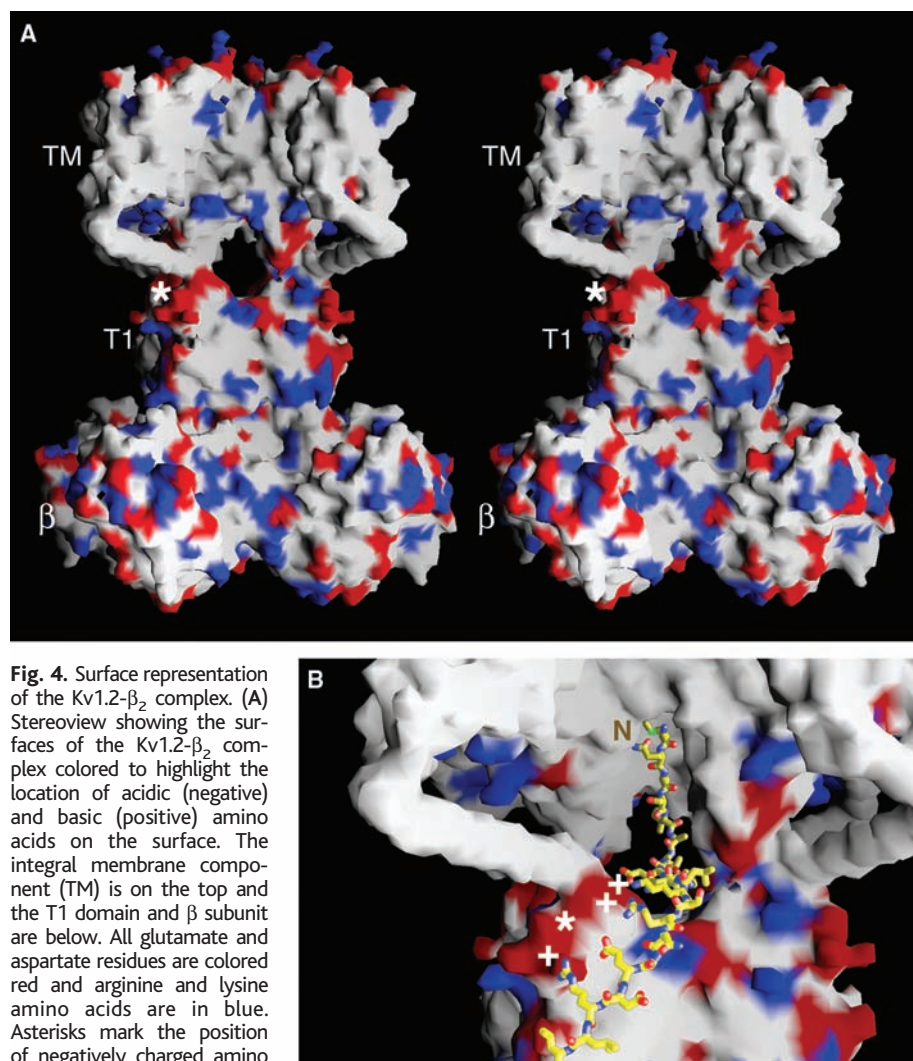 A
TM
TM
*
*
T1
T1
β
β
Fig. 4. Surface representation
of the Kv1.2-β2 complex. (A)
Stereoview showing the sur-
faces of the Kv1.2-β2 com-
plex colored to highlight the
location of acidic (negative)
and basic (positive) amino
acids on the surface. The
integral membrane compo-
nent (TM) is on the top and
the T1 domain and β subunit
are below. All glutamate and
aspartate residues are colored
red and arginine and lysine
amino acids are in blue.
Asterisks mark the position
of negatively charged amino
B
N
+
+
*
+